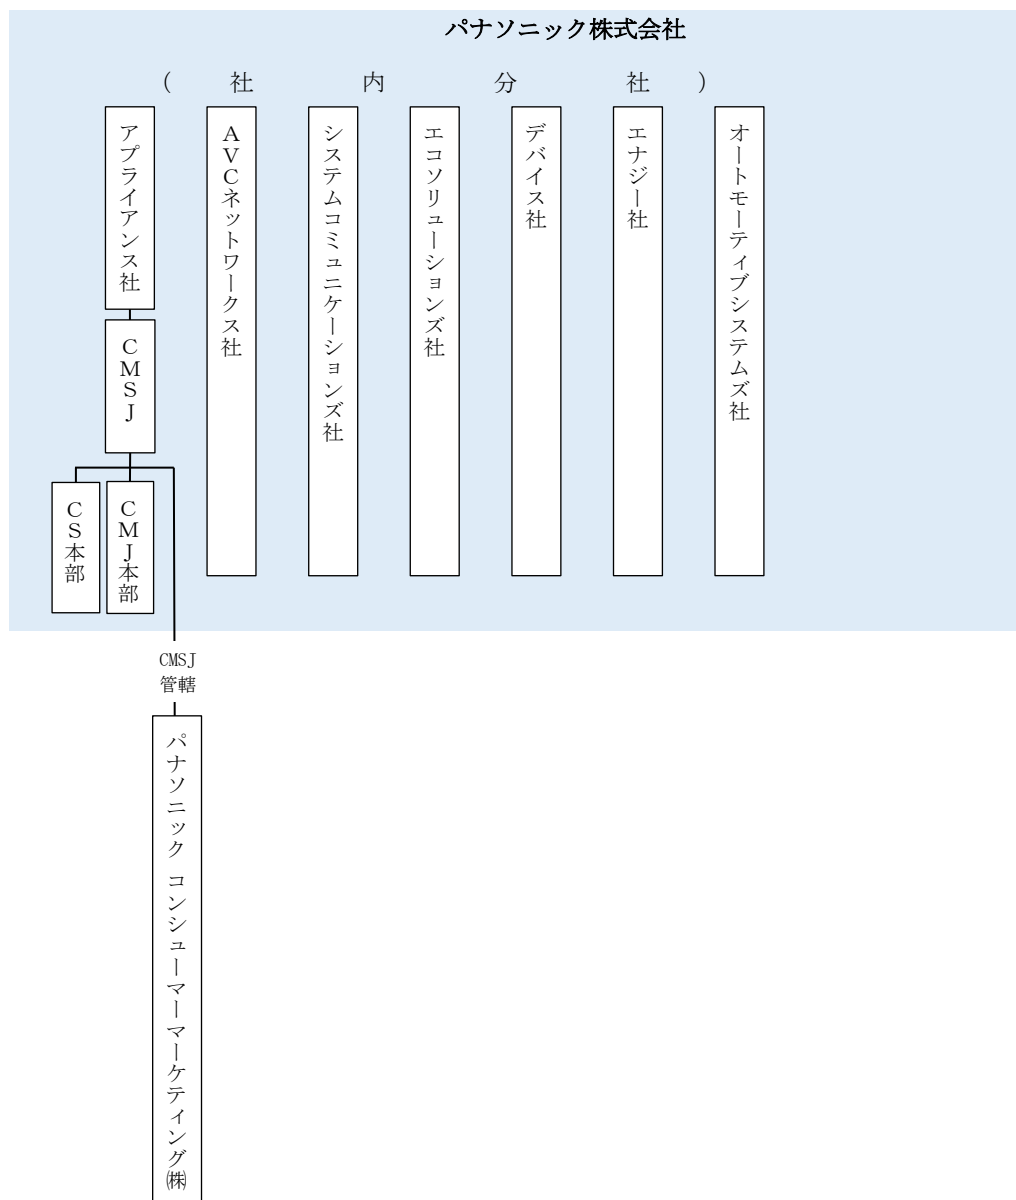 パナソニック株式会社
(社内分社)
アプライアンス社
AVCネットワークス社
システムコミュニケーションズ社
エコソリューションズ社
デバイス社
エナジー社
オートモーティブシステムズ社
CMSJ
CS本部
CMJ本部
CMSJ
管轄
パナソニック コンシューマーマーケティング㈱